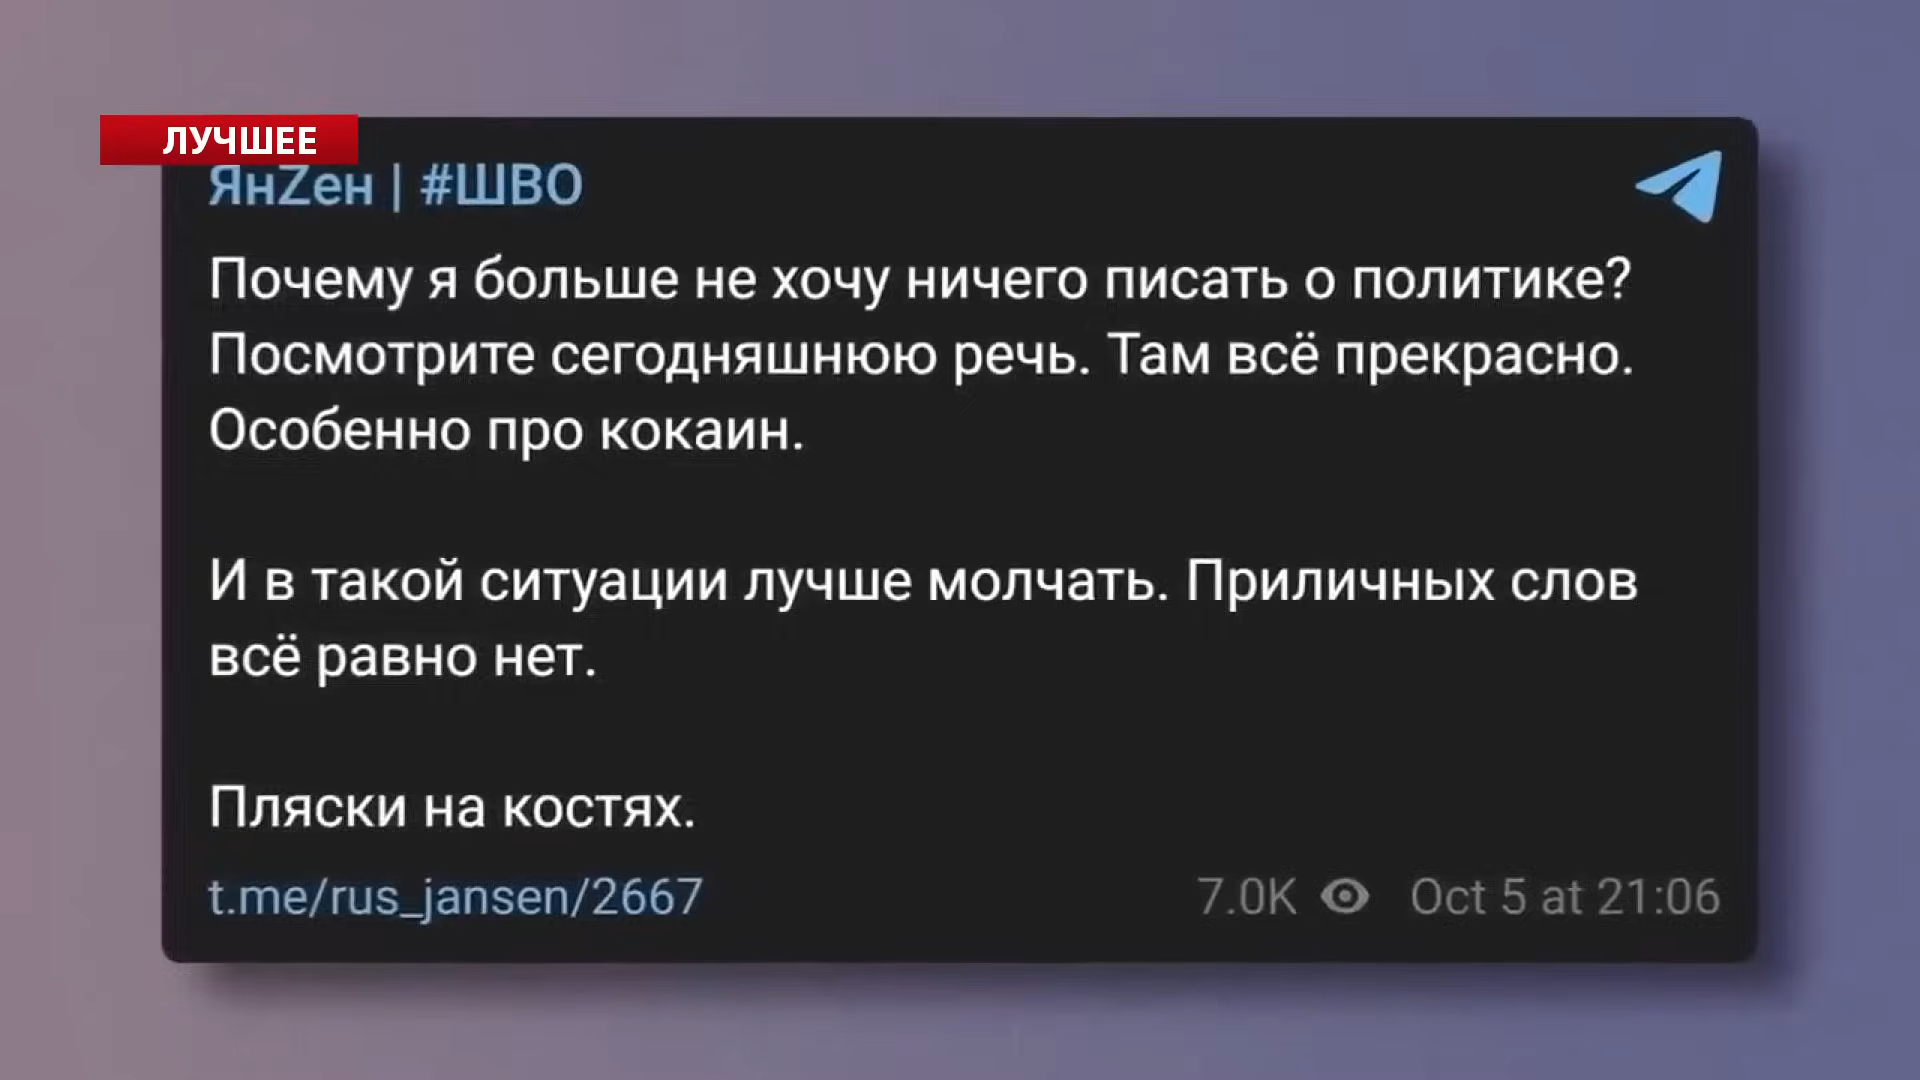 ЛУЧШЕЕ
ЯнZен | #ШВО
Почему я больше не хочу ничего писать о политике?
Посмотрите сегодняшнюю речь. Там всё прекрасно.
Особенно про кокаин.
И в такой ситуации лучше молчать. Приличных слов
всё равно нет.
Пляски на костях.
t.me/rus_jansen/2667
7.0K Oct 5 at 21:06